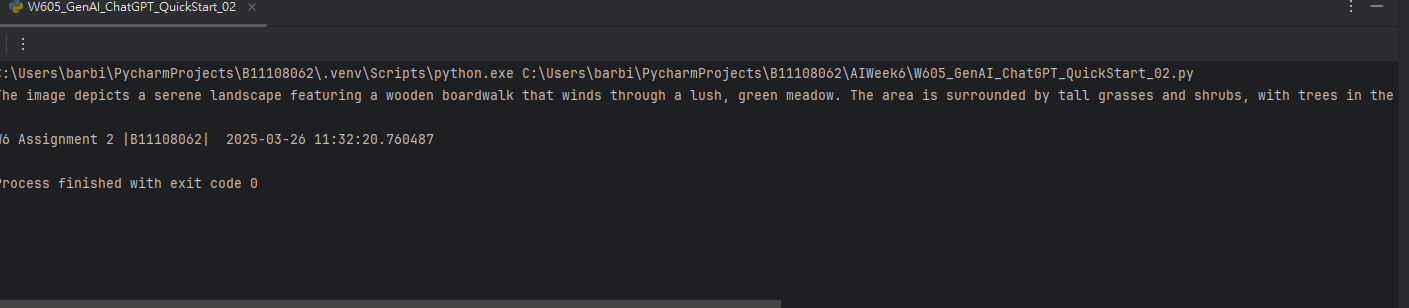 W605_GenAI_ChatGPT_QuickStart_02
:\Users\barbi\PycharmProjects\B11108062\.venv\Scripts\python.exe C:\Users\barbi\PycharmProjects\B11108062\AIWeek6\W605_GenAI_ChatGPT_QuickStart_02.py
The image depicts a serene landscape featuring a wooden boardwalk that winds through a lush, green meadow. The area is surrounded by tall grasses and shrubs, with trees in the
W6 Assignment 2 |B11108062|  2025-03-26 11:32:20.760487
Process finished with exit code 0